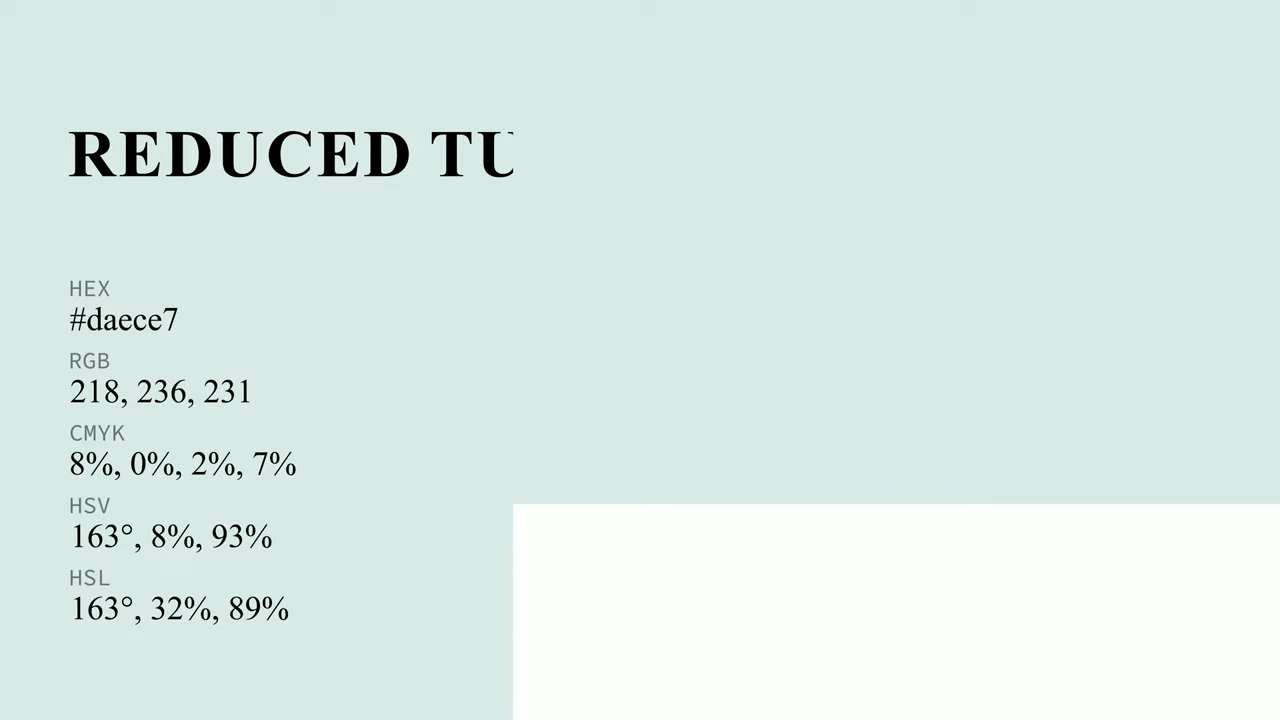 REDUCED TU
HEX
#daece7
RGB
218, 236, 231
CMYK
8%, 0%, 2%, 7%
HSV
163°, 8%, 93%
HSL
163°, 32%, 89%